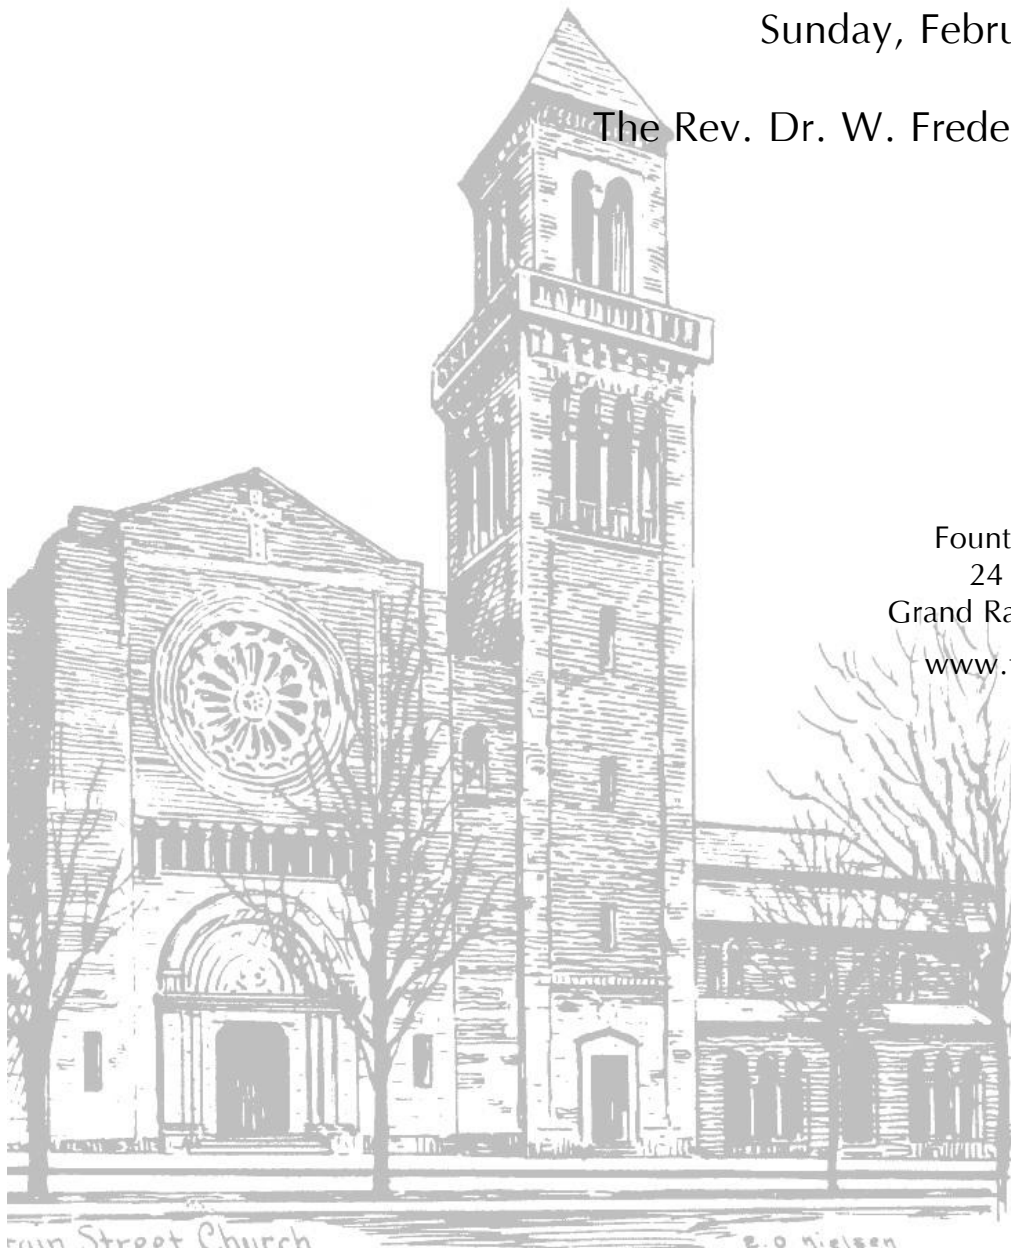 Sunday, Febru
The Rev. Dr. W. Frede
Fount
24
Grand Ra
www.
Street Church
E.O Nielsen